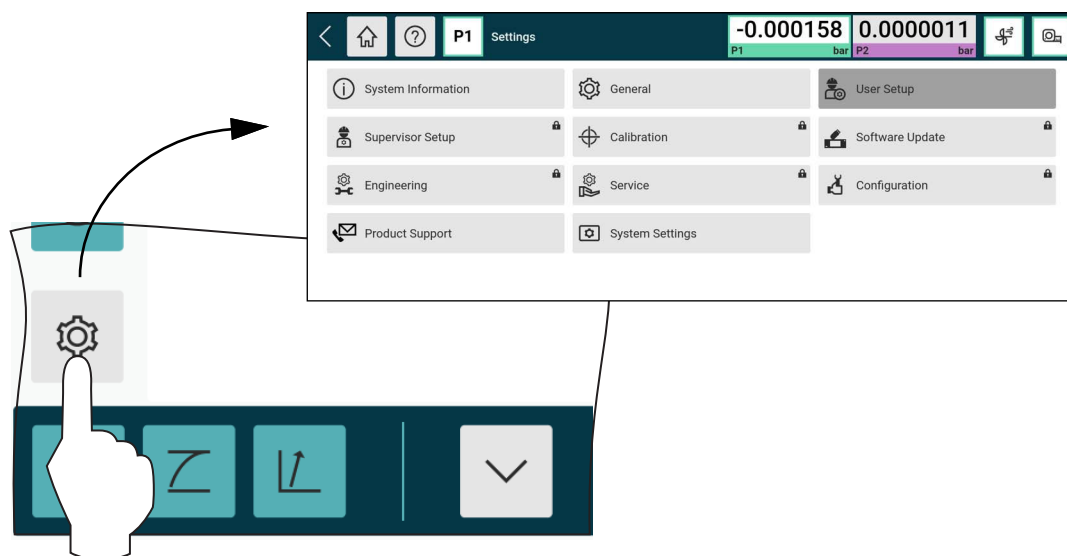 P1 Settings -0.000158 0.0000011
P1 bar P2 bar
System Information General User Setup
Supervisor Setup Calibration Software Update
Engineering Service Configuration
Product Support System Settings